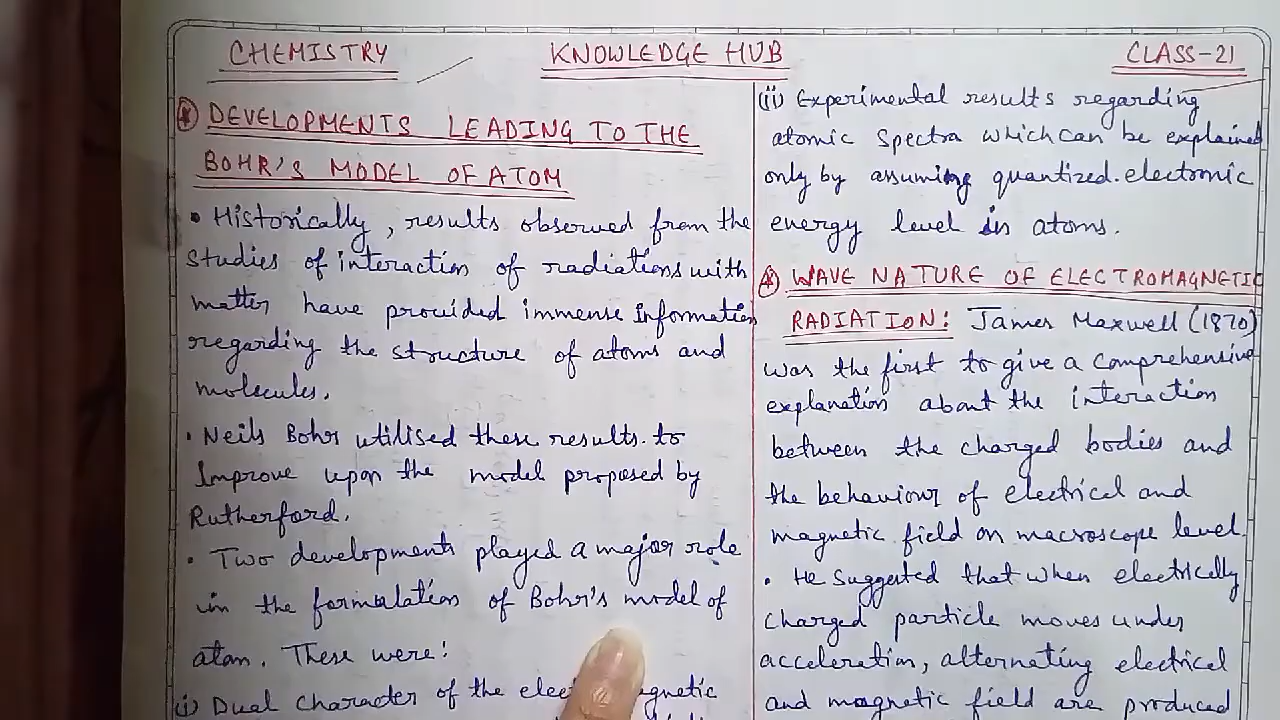 CHEMISTRY KNOWLEDGE HUB CLASS-21
DEVELOPMENTS LEADING TO THE
BOHR'S MODEL OF ATOM
• Historically, results observed from the
studies of interaction of radiations with
matter have provided immense information
regarding the structure of atoms and
molecules.
• Neils Bohr utilised these results to
Improve upon the model proposed by
Rutherford.
• Two developments played a major role
in the formulation of Bohr's model of
atom. These were:
(i) Dual Character of the
(ii) Experimental results regarding
atomic Spectra which can be explained
only by assuming quantized electronic
energy level in atoms.
WAVE NATURE OF ELECTROMAGNETIC
RADIATION: James Maxwell (1870)
was the first to give a comprehensive
explanation about the interaction
between the charged bodies and
the behaviour of electrical and
magnetic field on macroscope level.
• He suggested that when electrically
charged particle moves under
acceleration, alternating electrical
and magnetic field are produced